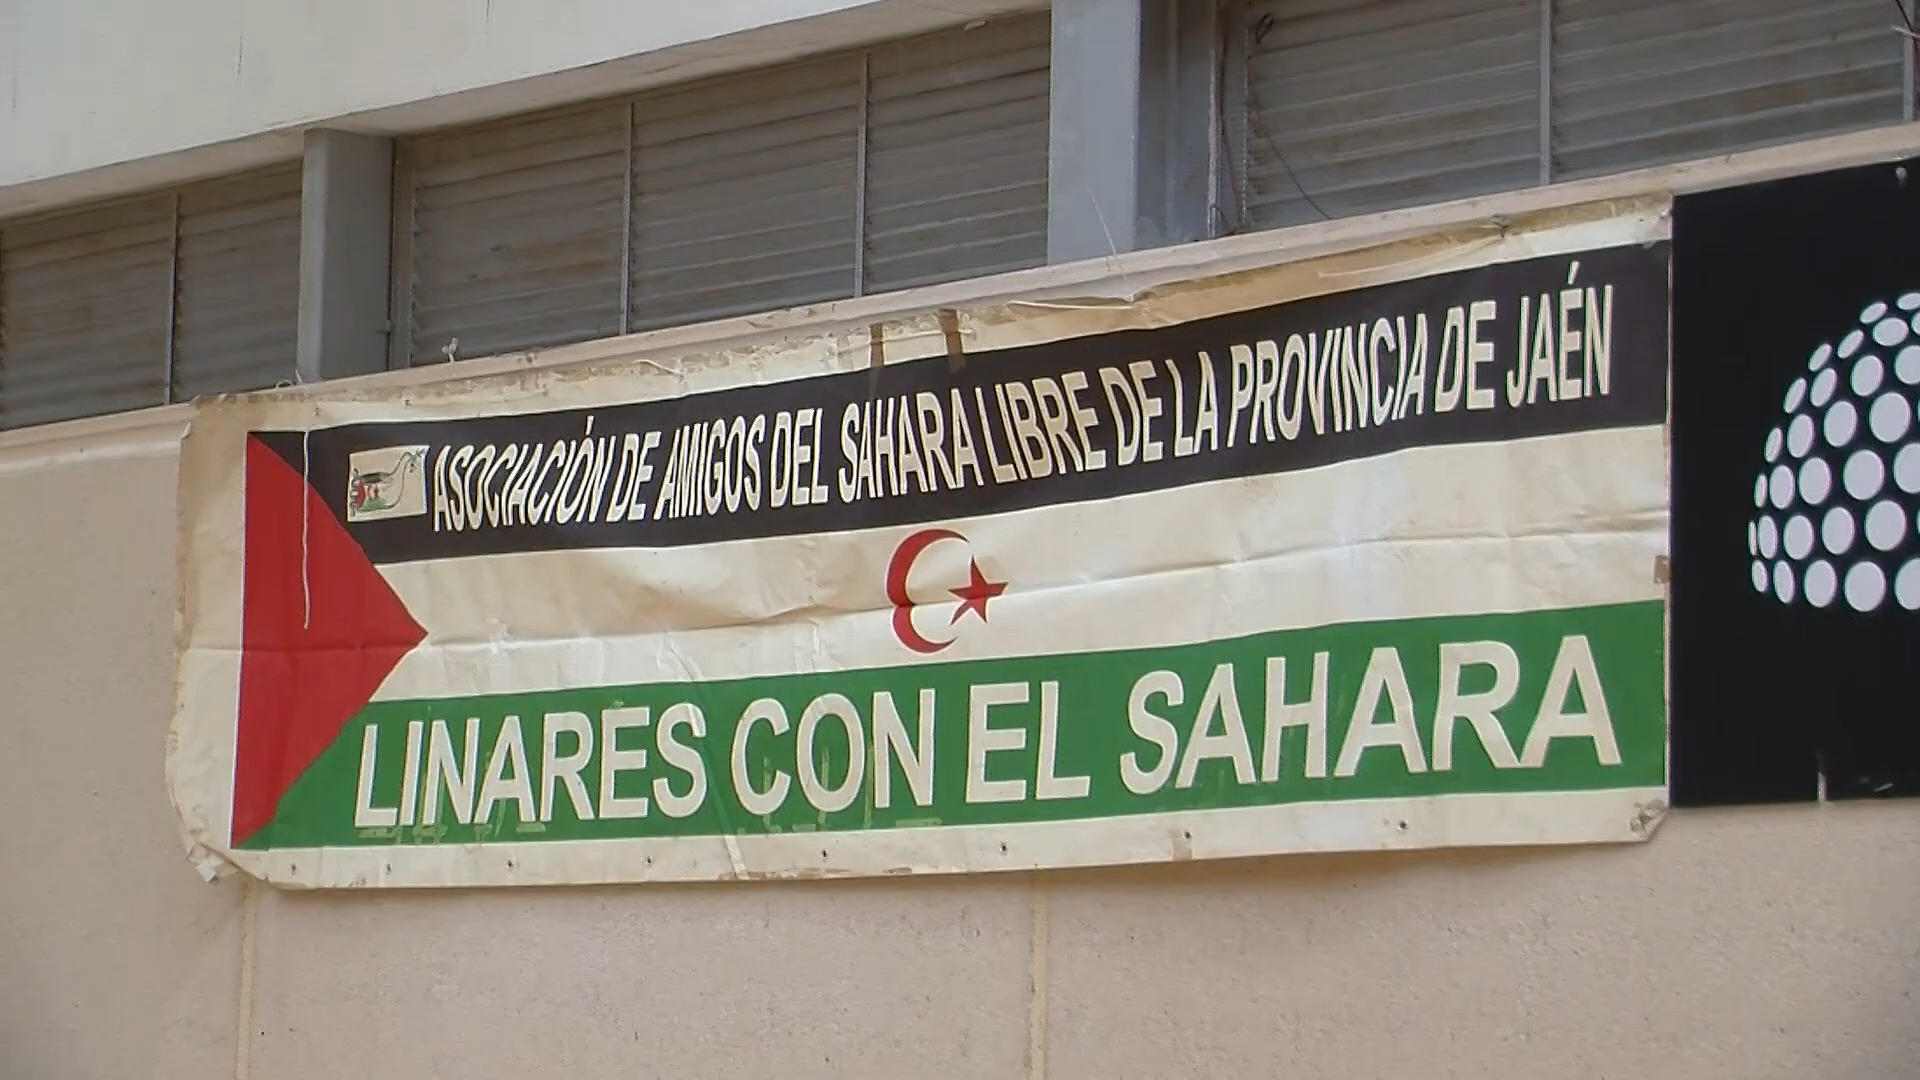 ASOCIACIÓN DE AMIGOS DEL SAHARA LIBRE DE LA PROVINCIA DE JAÉN
LINARES CON EL SAHARA